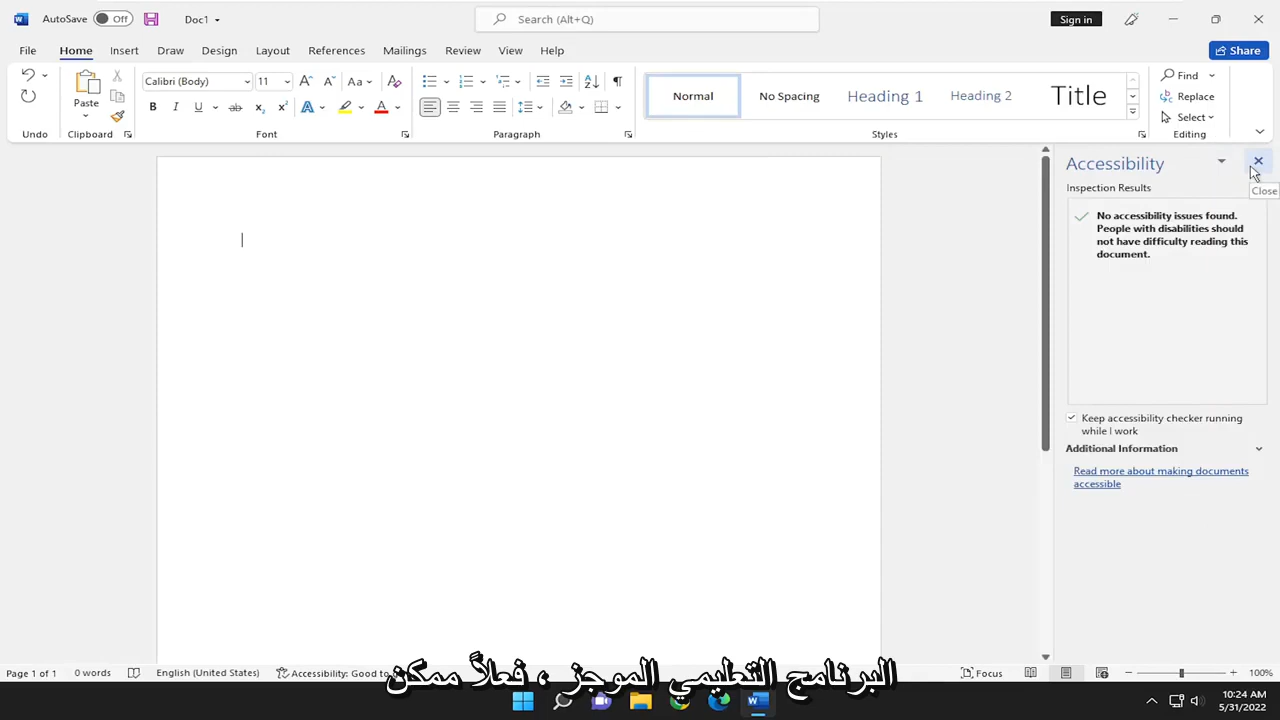 AutoSave Off Doc1 Search (Alt+Q) Sign in
File Home Insert Draw Design Layout References Mailings Review View Help Share
Paste Calibri (Body) 11 Aa Normal No Spacing Heading 1 Heading 2 Title Find Replace Select
Undo Clipboard Font Paragraph Styles Editing
Accessibility
Close
Inspection Results
No accessibility issues found.
People with disabilities should
not have difficulty reading this
document.
Keep accessibility checker running
while I work
Additional Information
Read more about making documents
accessible
Page 1 of 1 0 words English (United States) Accessibility: Good to Focus 100%
البرنامج التعليمي الموجز ، فعلاً ممكن
10:24 AM
5/31/2022